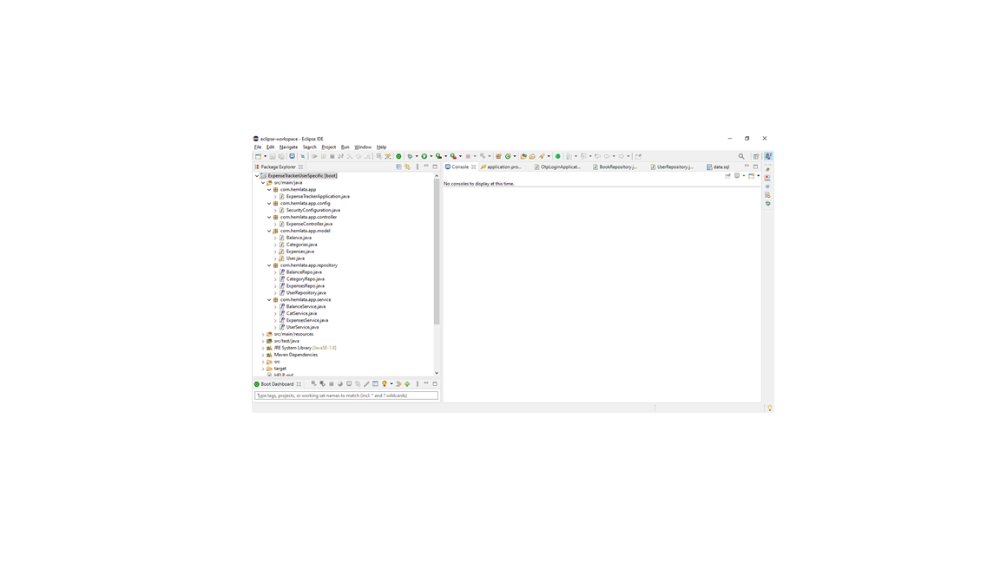 eclipse-workspace - Eclipse IDE
File Edit Navigate Search Project Run Window Help
Package Explorer
ExpenseTrackerUserSpecific [boot]
src/main/java
com.hemlata.app
ExpenseTrackerApplication.java
com.hemlata.app.config
SecurityConfiguration.java
com.hemlata.app.controller
ExpenseController.java
com.hemlata.app.model
Balance.java
Categories.java
Expenses.java
User.java
com.hemlata.app.repository
BalanceRepo.java
CategoryRepo.java
ExpensesRepo.java
UserRepository.java
com.hemlata.app.service
BalanceService.java
CatService.java
ExpensesService.java
UserService.java
src/main/resources
src/test/java
JRE System Library [JavaSE-1.8]
Maven Dependencies
src
target
HELP.md
Boot Dashboard
Type tags, projects, or working set names to match (incl. * and ? wildcards)
Console application.pro... OtpLoginApplicat... BookRepository.j... UserRepository.j... data.sql
No consoles to display at this time.